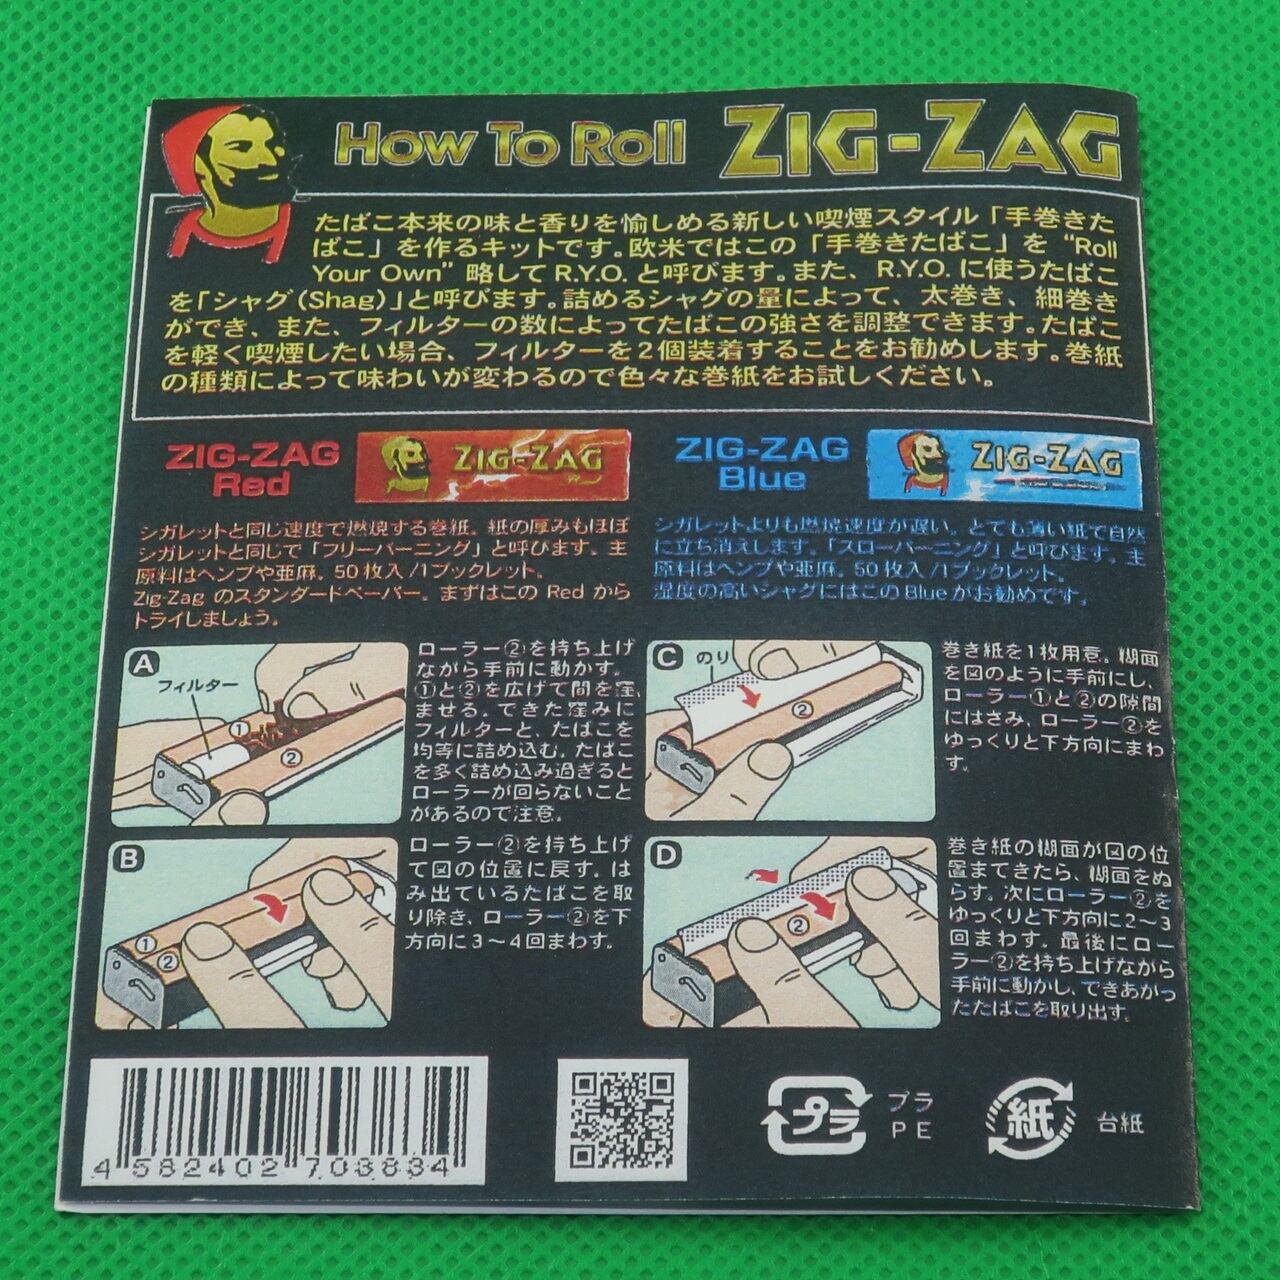 How To Roll ZIG-ZAG
たばこ本来の味と香りを愉しめる新しい喫煙スタイル「手巻きた
ばこ」を作るキットです。欧米ではこの「手巻きたばこ」を “Roll
Your Own” 略して R.Y.O. と呼びます。また、R.Y.O. に使うたばこ
を「シャグ(Shag)」と呼びます。詰めるシャグの量によって、太巻き、細巻き
ができ、また、フィルターの数によってたばこの強さを調整できます。たばこ
を軽く喫煙したい場合、フィルターを2個装着することをお勧めします。巻紙
の種類によって味わいが変わるので色々な巻紙をお試しください。
ZIG-ZAG
Red
ZIG-ZAG
シガレットと同じ速度で燃焼する巻紙。紙の厚みもほぼ
シガレットと同じで「フリーバーニング」と呼びます。主
原料はヘンプや亜麻。50枚入/1ブックレット。
Zig-Zag のスタンダードペーパー。まずはこの Red から
トライしましょう。
ZIG-ZAG
Blue
ZIG-ZAG
シガレットよりも燃焼速度が遅い。とても薄い紙で自然
に立ち消えします。「スローバーニング」と呼びます。主
原料はヘンプや亜麻。50枚入/1ブックレット。
湿度の高いシャグにはこのBlueがお勧めです。
A
フィルター
①
②
ローラー②を持ち上げ
ながら手前に動かす。
①と②を広げて間を窪
ませる。できた窪みに
フィルターと、たばこを
均等に詰め込む。たばこ
を多く詰め込み過ぎると
ローラーが回らないこと
があるので注意。
B
①
②
ローラー②を持ち上げ
て図の位置に戻す。は
み出ているたばこを取
り除き、ローラー②を下
方向に3～4回まわす。
C
のり
②
巻き紙を1枚用意。糊面
を図のように手前にし、
ローラー①と②の隙間
にはさみ、ローラー②を
ゆっくりと下方向にまわ
す。
D
②
巻き紙の糊面が図の位
置まできたら、糊面をぬ
らす。次にローラー②を
ゆっくりと下方向に2～3
回まわす。最後にロー
ラー②を持ち上げながら
手前に動かし、できあがっ
たたばこを取り出す。
4 582402 703834
プラ
プラ
PE
紙
台紙